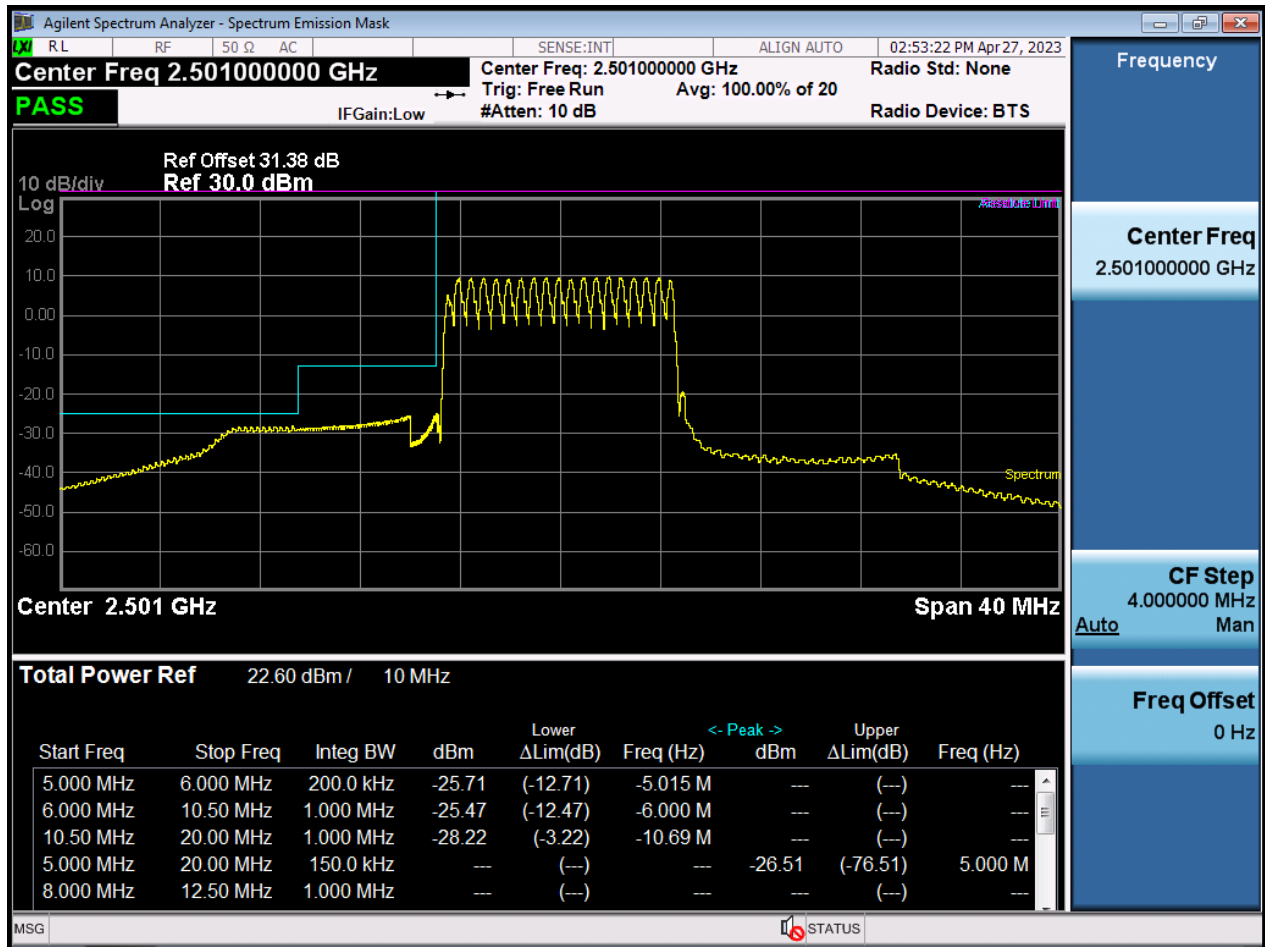 Agilent Spectrum Analyzer - Spectrum Emission Mask
LXI RL RF 50 Ω AC SENSE:INT ALIGN AUTO 02:53:22 PM Apr 27, 2023
Center Freq 2.501000000 GHz
Center Freq: 2.501000000 GHz Radio Std: None
Trig: Free Run Avg: 100.00% of 20
PASS
IFGain:Low #Atten: 10 dB Radio Device: BTS
Ref Offset 31.38 dB
10 dB/div Ref 30.0 dBm
Log
Absolute Limit
20.0
10.0
0.00
-10.0
-20.0
-30.0
-40.0
Spectrum
-50.0
-60.0
Center 2.501 GHz Span 40 MHz
Total Power Ref 22.60 dBm / 10 MHz
Lower <- Peak -> Upper
Start Freq Stop Freq Integ BW dBm ΔLim(dB) Freq (Hz) dBm ΔLim(dB) Freq (Hz)
5.000 MHz 6.000 MHz 200.0 kHz -25.71 (-12.71) -5.015 M --- (---) ---
6.000 MHz 10.50 MHz 1.000 MHz -25.47 (-12.47) -6.000 M --- (---) ---
10.50 MHz 20.00 MHz 1.000 MHz -28.22 (-3.22) -10.69 M --- (---) ---
5.000 MHz 20.00 MHz 150.0 kHz --- (---) --- -26.51 (-76.51) 5.000 M
8.000 MHz 12.50 MHz 1.000 MHz --- (---) --- --- (---) ---
MSG STATUS
Frequency
Center Freq
2.501000000 GHz
CF Step
4.000000 MHz
Auto Man
Freq Offset
0 Hz